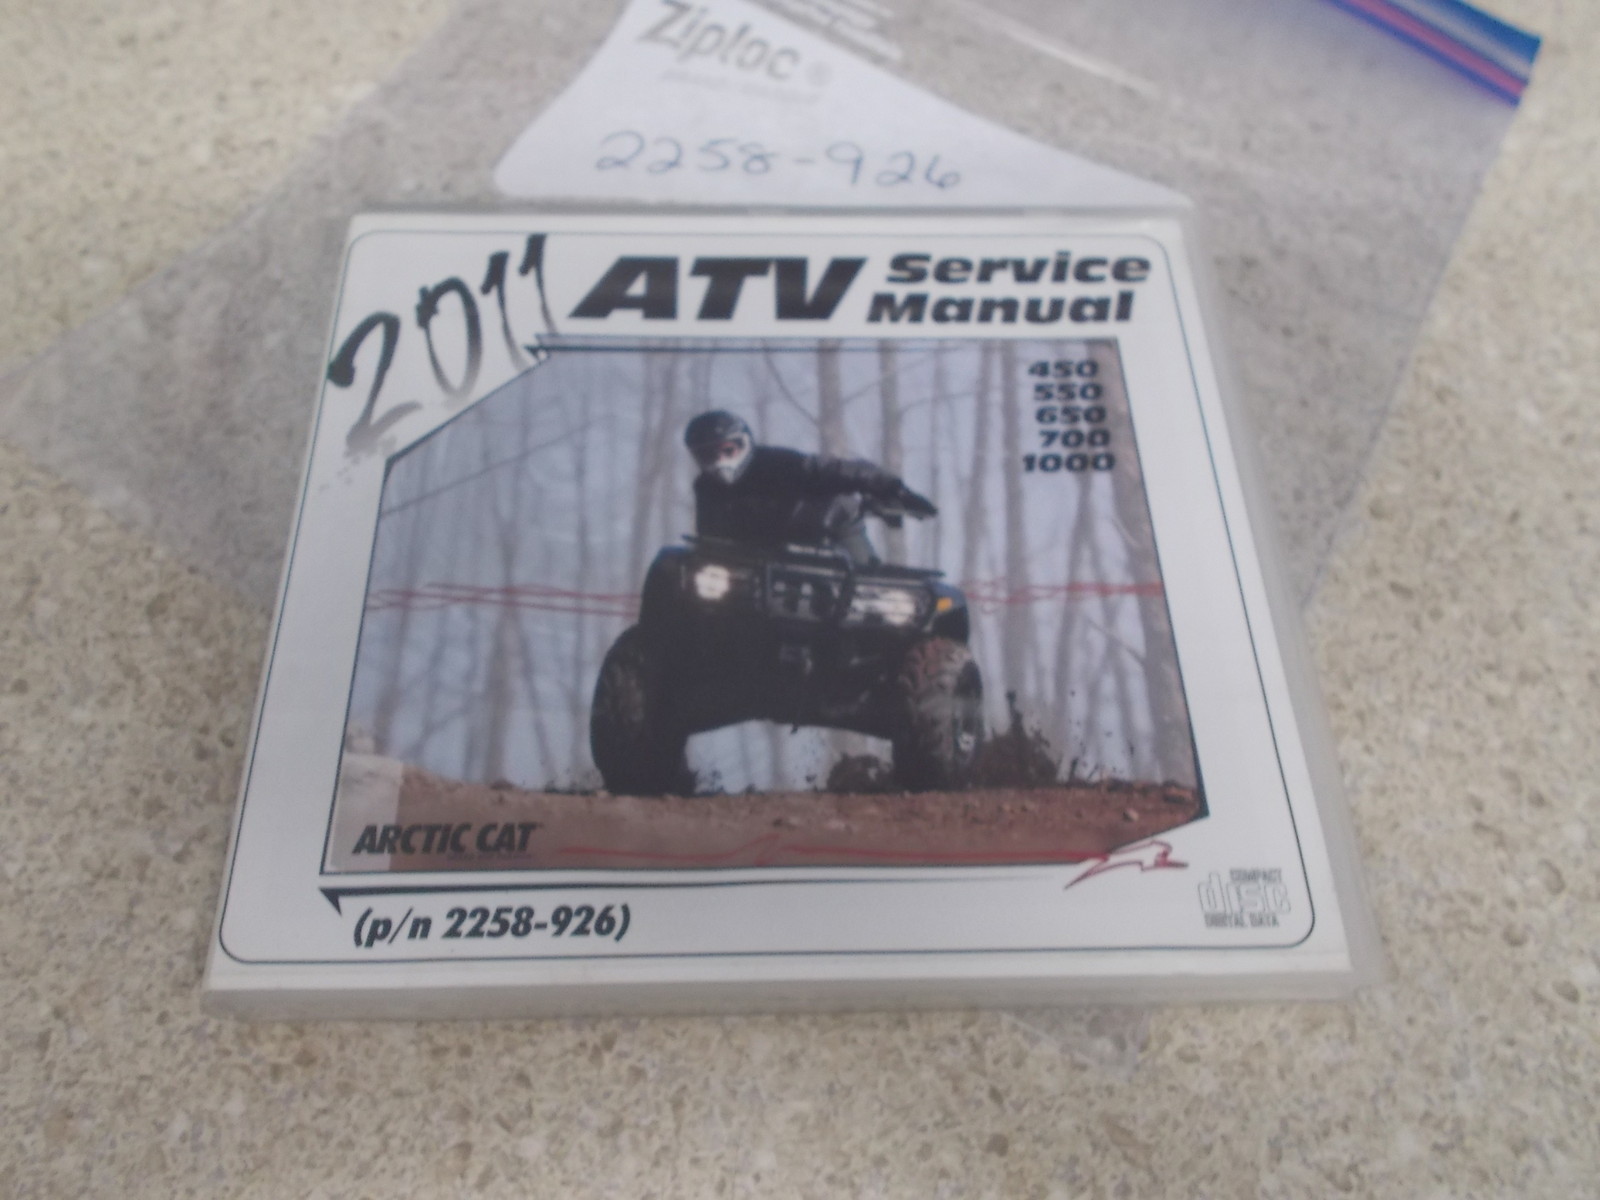 Ziploc
2258-926
2011 ATV Service
Manual
450
550
650
700
1000
ARCTIC CAT
(p/n 2258-926)
COMPACT
disc
DIGITAL DATA